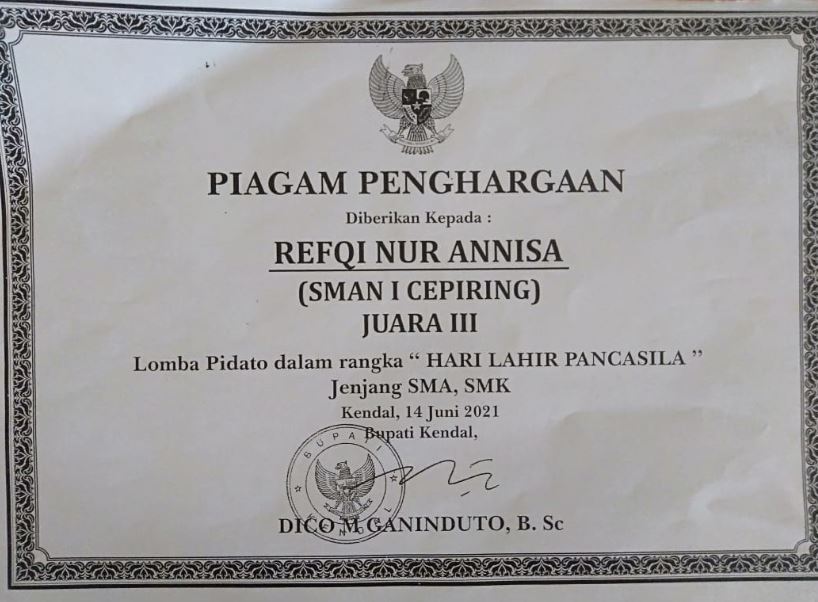 PIAGAM PENGHARGAAN
Diberikan Kepada :
REFQI NUR ANNISA
(SMAN I CEPIRING)
JUARA III
Lomba Pidato dalam rangka “ HARI LAHIR PANCASILA ”
Jenjang SMA, SMK
Kendal, 14 Juni 2021
Bupati Kendal,
BUPATI
KENDAL
DICO M GANINDUTO, B. Sc